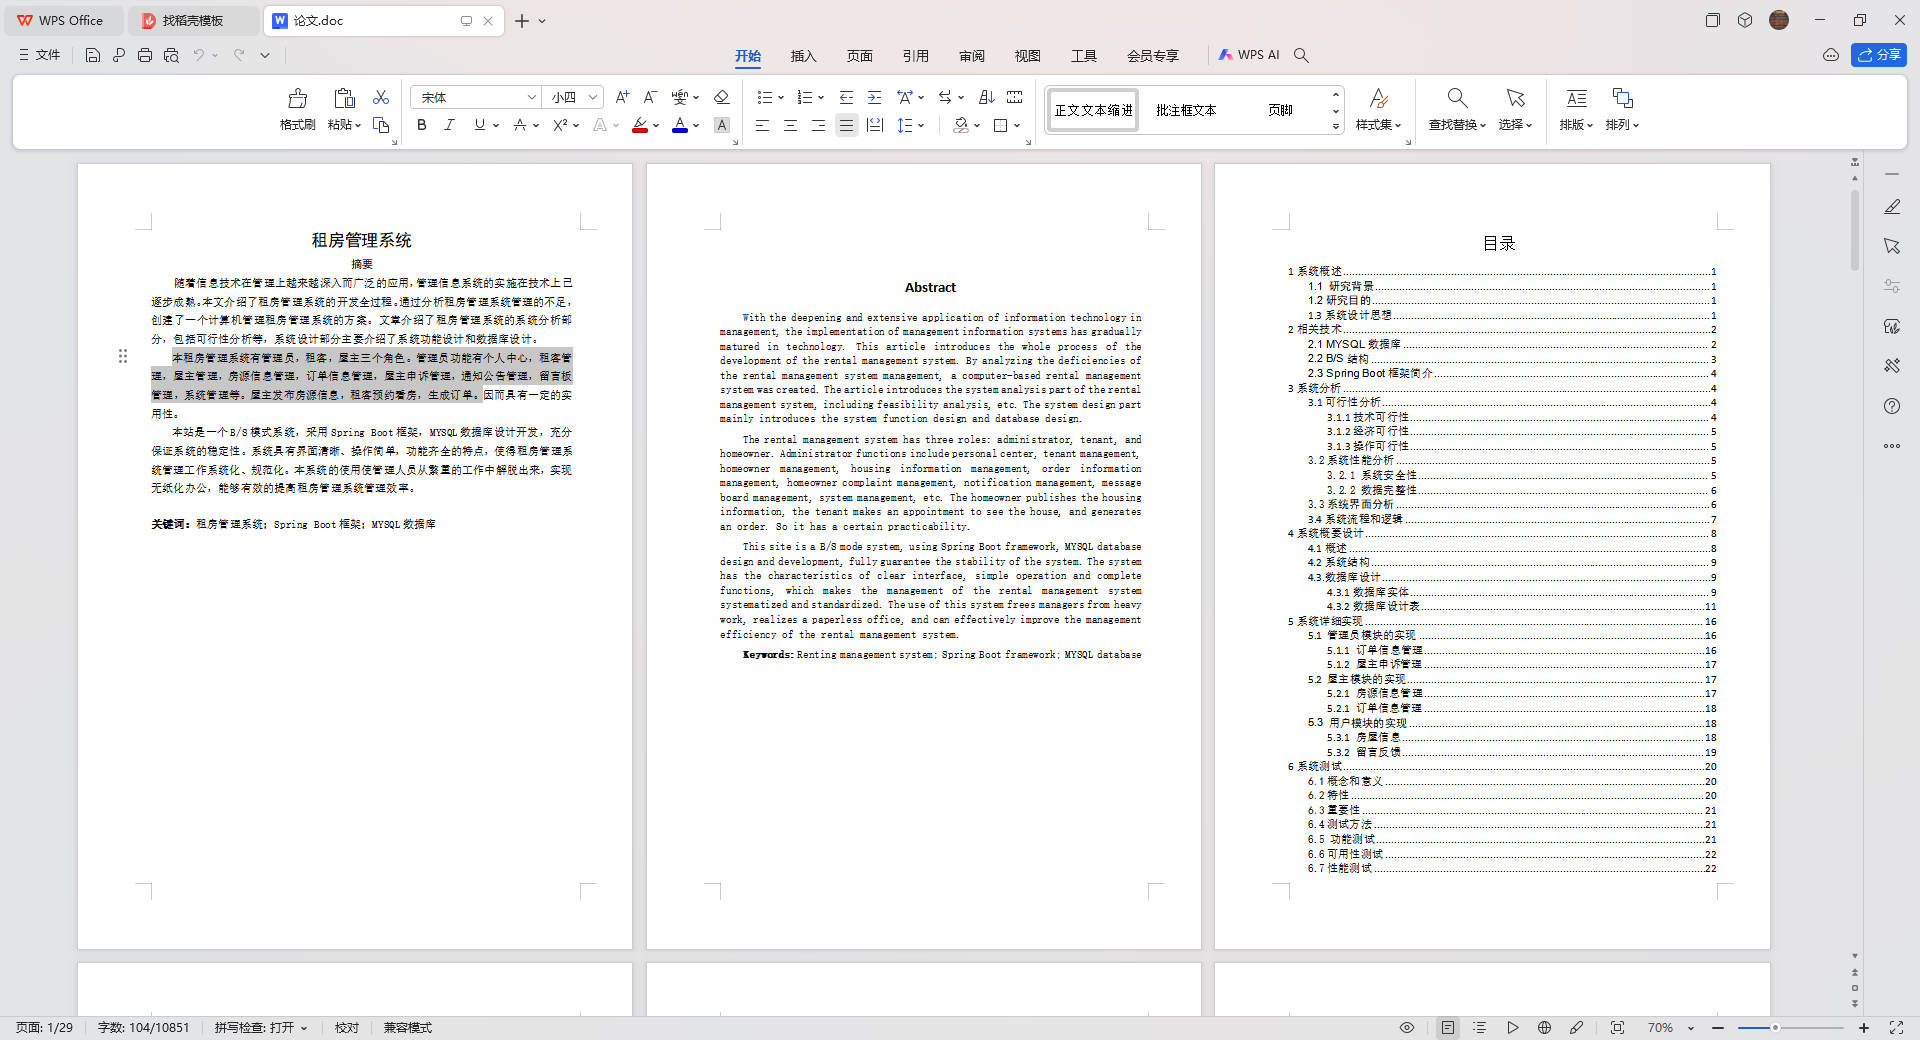 WPS Office
找稻壳模板
论文.doc
文件
开始
插入
页面
引用
审阅
视图
工具
会员专享
WPS AI
分享
格式刷
粘贴
宋体
小四
正文文本缩进
批注框文本
页脚
样式集
查找替换
选择
排版
排列
租房管理系统
摘要
随着信息技术在管理上越来越深入而广泛的应用，管理信息系统的实施在技术上已
逐步成熟。本文介绍了租房管理系统的开发全过程。通过分析租房管理系统管理的不足，
创建了一个计算机管理租房管理系统的方案。文章介绍了租房管理系统的系统分析部
分，包括可行性分析等，系统设计部分主要介绍了系统功能设计和数据库设计。
本租房管理系统有管理员，租客，屋主三个角色。管理员功能有个人中心，租客管
理，屋主管理，房源信息管理，订单信息管理，屋主申诉管理，通知公告管理，留言板
管理，系统管理等。屋主发布房源信息，租客预约看房，生成订单。因而具有一定的实
用性。
本站是一个B/S模式系统，采用Spring Boot框架，MYSQL数据库设计开发，充分
保证系统的稳定性。系统具有界面清晰、操作简单，功能齐全的特点，使得租房管理系
统管理工作系统化、规范化。本系统的使用使管理人员从繁重的工作中解脱出来，实现
无纸化办公，能够有效的提高租房管理系统管理效率。
关键词：租房管理系统；Spring Boot框架；MYSQL数据库
Abstract
With the deepening and extensive application of information technology in
management, the implementation of management information systems has gradually
matured in technology. This article introduces the whole process of the
development of the rental management system. By analyzing the deficiencies of
the rental management system management, a computer-based rental management
system was created. The article introduces the system analysis part of the rental
management system, including feasibility analysis, etc. The system design part
mainly introduces the system function design and database design.
The rental management system has three roles: administrator, tenant, and
homeowner. Administrator functions include personal center, tenant management,
homeowner management, housing information management, order information
management, homeowner complaint management, notification management, message
board management, system management, etc. The homeowner publishes the housing
information, the tenant makes an appointment to see the house, and generates
an order. So it has a certain practicability.
This site is a B/S mode system, using Spring Boot framework, MYSQL database
design and development, fully guarantee the stability of the system. The system
has the characteristics of clear interface, simple operation and complete
functions, which makes the management of the rental management system
systematized and standardized. The use of this system frees managers from heavy
work, realizes a paperless office, and can effectively improve the management
efficiency of the rental management system.
Keywords: Renting management system; Spring Boot framework; MYSQL database
目录
1 系统概述 1
1.1 研究背景 1
1.2 研究目的 1
1.3 系统设计思想 1
2 相关技术 2
2.1 MYSQL 数据库 2
2.2 B/S 结构 3
2.3 Spring Boot 框架简介 4
3 系统分析 4
3.1 可行性分析 4
3.1.1 技术可行性 4
3.1.2 经济可行性 5
3.1.3 操作可行性 5
3.2 系统性能分析 5
3.2.1 系统安全性 5
3.2.2 数据完整性 6
3.3 系统界面分析 6
3.4 系统流程和逻辑 7
4 系统概要设计 8
4.1 概述 8
4.2 系统结构 9
4.3.数据库设计 9
4.3.1 数据库实体 9
4.3.2 数据库设计表 11
5 系统详细实现 16
5.1 管理员模块的实现 16
5.1.1 订单信息管理 16
5.1.2 屋主申诉管理 17
5.2 屋主模块的实现 17
5.2.1 房源信息管理 17
5.2.1 订单信息管理 18
5.3 用户模块的实现 18
5.3.1 房屋信息 18
5.3.2 留言反馈 19
6 系统测试 20
6.1 概念和意义 20
6.2 特性 20
6.3 重要性 21
6.4 测试方法 21
6.5 功能测试 21
6.6 可用性测试 22
6.7 性能测试 22
页面: 1/29
字数: 104/10851
拼写检查: 打开
校对
兼容模式
70%